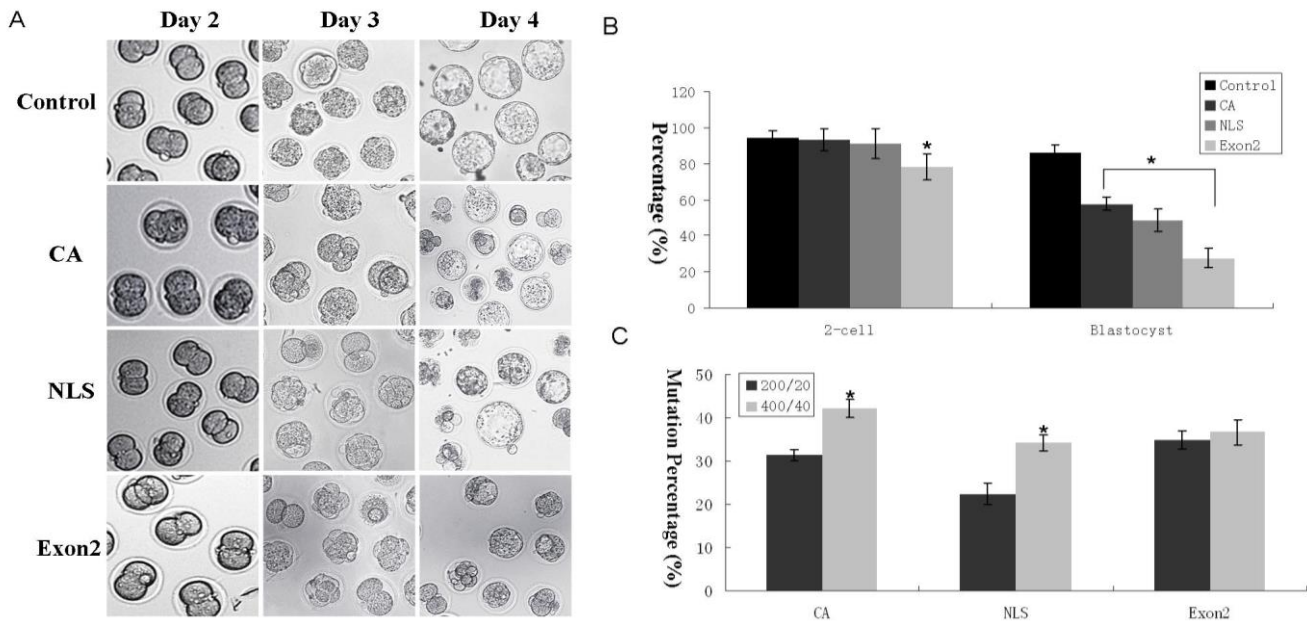 A
Day 2 Day 3 Day 4
Control
CA
NLS
Exon2
B
Percentage (%)
120
100
80
60
40
20
0
*
*
Control
CA
NLS
Exon2
2-cell Blastocyst
C
Mutation Percentage (%)
50
40
30
20
10
0
200/20
400/40
*
*
CA NLS Exon2